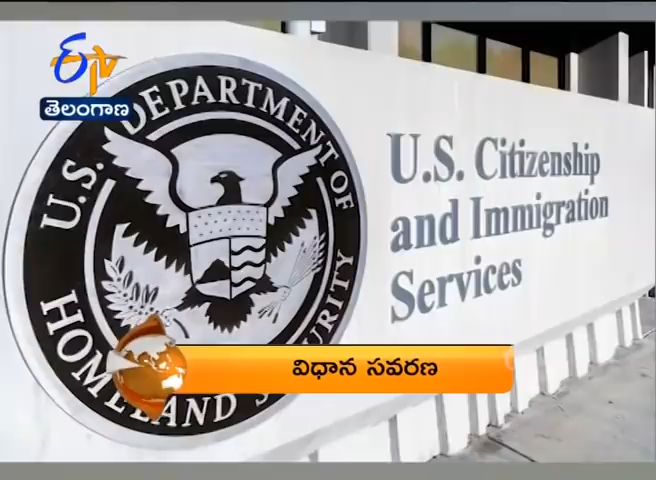 ETV
తెలంగాణ
U.S. DEPARTMENT OF
HOMELAND SECURITY
U.S. Citizenship
and Immigration
Services
విధాన సవరణ